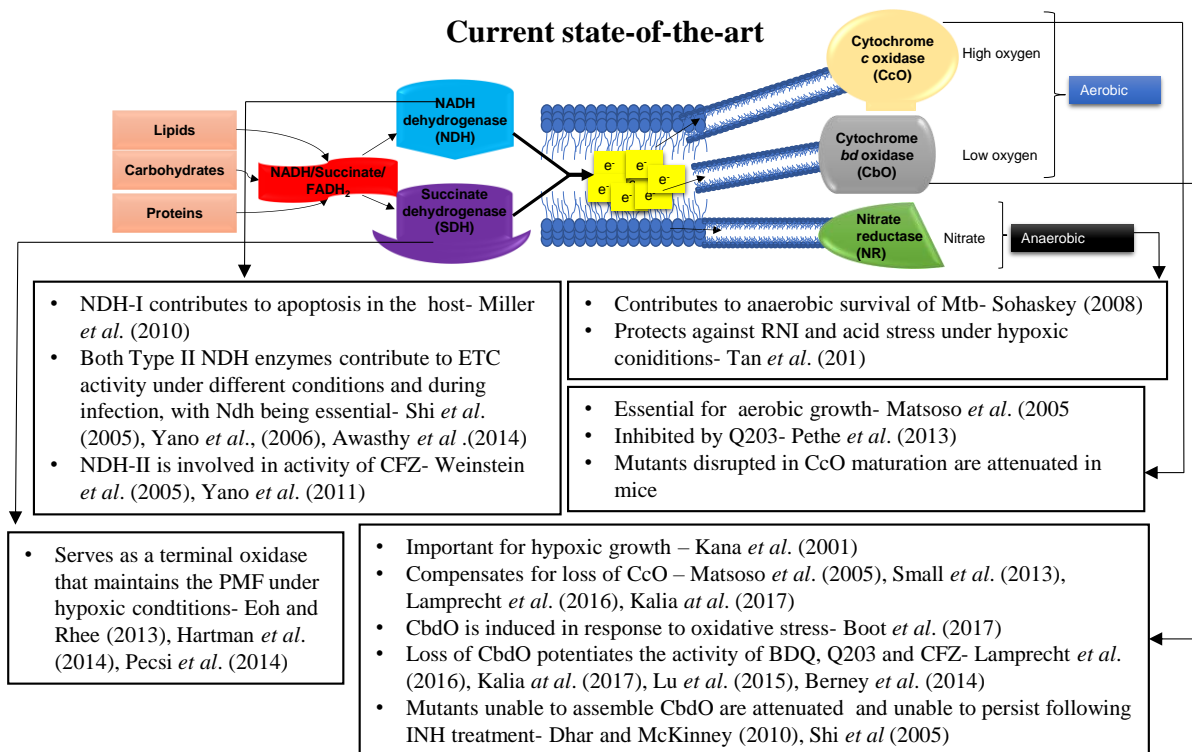 Current state-of-the-art
Lipids
Carbohydrates
Proteins
NADH/Succinate/
FADH2
NADH
dehydrogenase
(NDH)
Succinate
dehydrogenase
(SDH)
e-
e-
e-
e-
e-
e-
Cytochrome
c oxidase
(CcO)
High oxygen
Cytochrome
bd oxidase
(CbO)
Low oxygen
Aerobic
Nitrate
reductase
(NR)
Nitrate
Anaerobic
• NDH-I contributes to apoptosis in the host- Miller
et al. (2010)
• Both Type II NDH enzymes contribute to ETC
activity under different conditions and during
infection, with Ndh being essential- Shi et al.
(2005), Yano et al., (2006), Awasthy et al .(2014)
• NDH-II is involved in activity of CFZ- Weinstein
et al. (2005), Yano et al. (2011)
• Contributes to anaerobic survival of Mtb- Sohaskey (2008)
• Protects against RNI and acid stress under hypoxic
coniditions- Tan et al. (201)
• Essential for aerobic growth- Matsoso et al. (2005
• Inhibited by Q203- Pethe et al. (2013)
• Mutants disrupted in CcO maturation are attenuated in
mice
• Serves as a terminal oxidase
that maintains the PMF under
hypoxic condtitions- Eoh and
Rhee (2013), Hartman et al.
(2014), Pecsi et al. (2014)
• Important for hypoxic growth – Kana et al. (2001)
• Compensates for loss of CcO – Matsoso et al. (2005), Small et al. (2013),
Lamprecht et al. (2016), Kalia at al. (2017)
• CbdO is induced in response to oxidative stress- Boot et al. (2017)
• Loss of CbdO potentiates the activity of BDQ, Q203 and CFZ- Lamprecht et al.
(2016), Kalia at al. (2017), Lu et al. (2015), Berney et al. (2014)
• Mutants unable to assemble CbdO are attenuated and unable to persist following
INH treatment- Dhar and McKinney (2010), Shi et al (2005)